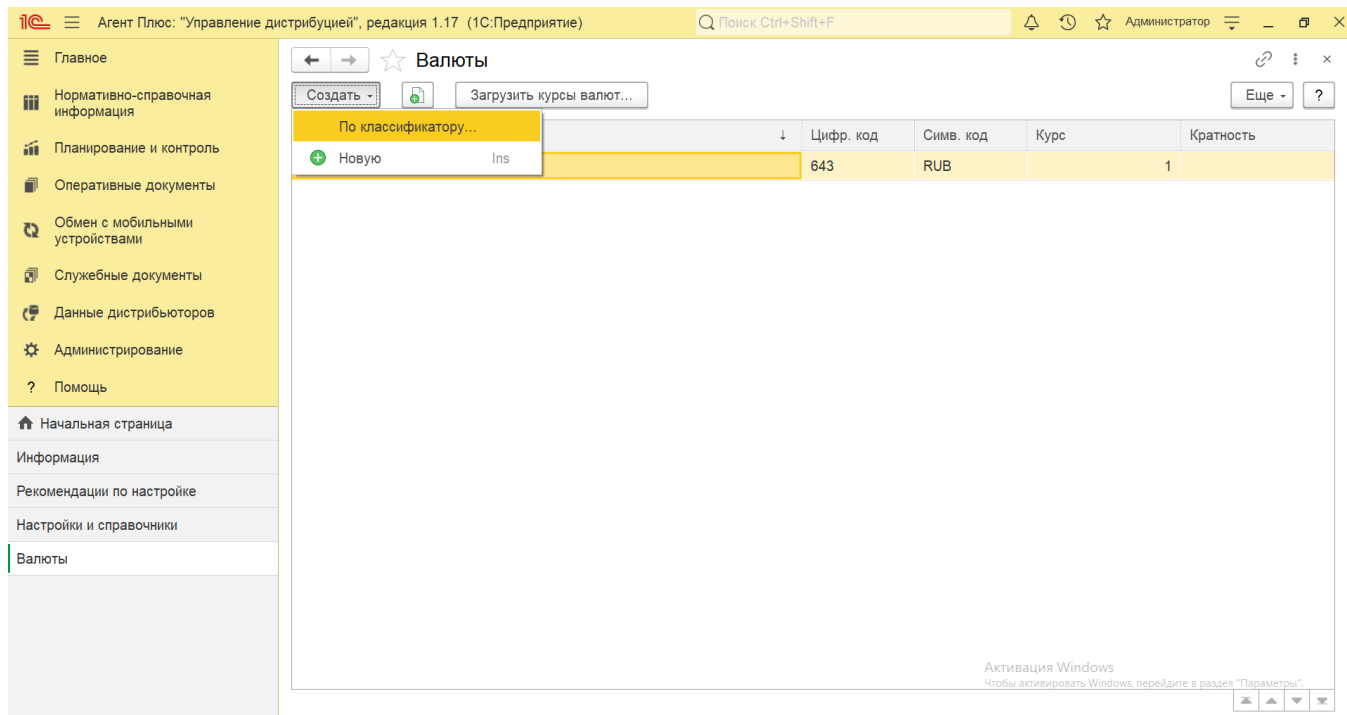 1С Агент Плюс: "Управление дистрибуцией", редакция 1.17 (1С:Предприятие) Поиск Ctrl+Shift+F Администратор
Главное
Нормативно-справочная
информация
Планирование и контроль
Оперативные документы
Обмен с мобильными
устройствами
Служебные документы
Данные дистрибьюторов
Администрирование
? Помощь
Начальная страница
Информация
Рекомендации по настройке
Настройки и справочники
Валюты
Валюты
Создать Загрузить курсы валют... Еще ?
По классификатору...
Новую Ins
↓ Цифр. код Симв. код Курс Кратность
643 RUB 1
Активация Windows
Чтобы активировать Windows, перейдите в раздел "Параметры".